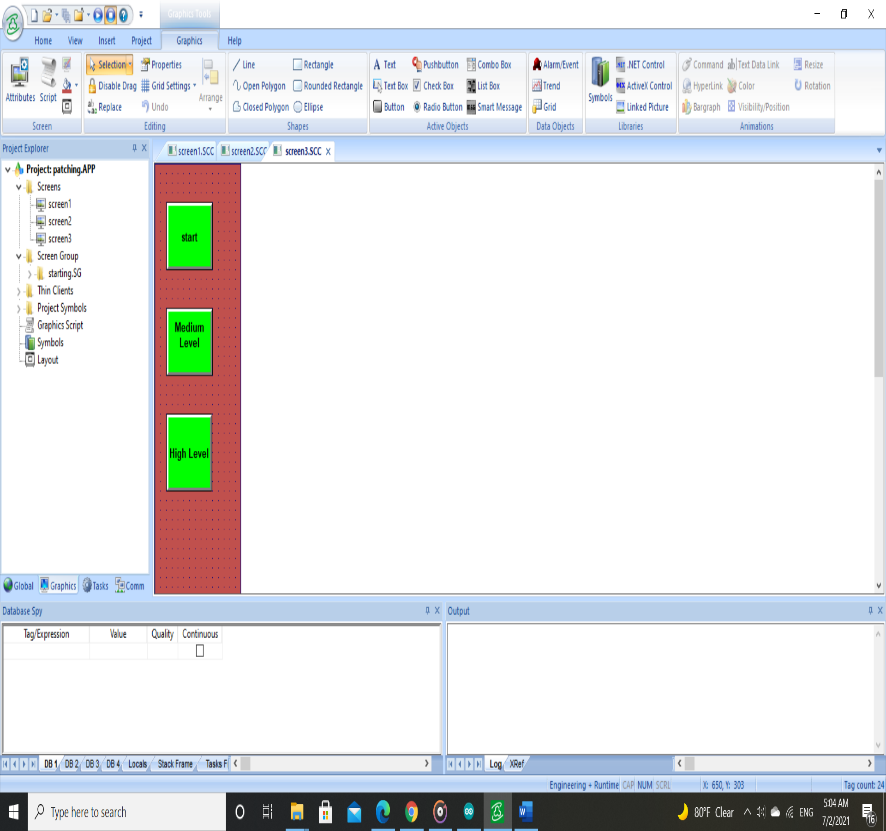 Graphics Tools
Home View Insert Project Graphics Help
Attributes Script
Screen
Selection Properties
Disable Drag Grid Settings
Replace Undo Arrange
Editing
Line Rectangle
Open Polygon Rounded Rectangle
Closed Polygon Ellipse
Shapes
A Text Pushbutton Combo Box
Text Box Check Box List Box
Button Radio Button Smart Message
Active Objects
Alarm/Event
Trend
Grid
Data Objects
Symbols
.NET Control
ActiveX Control
Linked Picture
Libraries
Command Text Data Link Resize
HyperLink Color Rotation
Bargraph Visibility/Position
Animations
Project Explorer
Project: patching.APP
Screens
screen1
screen2
screen3
Screen Group
starting.SG
Thin Clients
Project Symbols
Graphics Script
Symbols
Layout
Global Graphics Tasks Comm
screen1.SCC screen2.SCC screen3.SCC X
start
Medium
Level
High Level
Database Spy
Tag/Expression Value Quality Continuous
DB 1 DB 2 DB 3 DB 4 Locals Stack Frame Tasks F
Output
Log XRef
Engineering + Runtime CAP NUM SCRL X: 650, Y: 303 Tag count: 24
Type here to search
80°F Clear ENG
5:04 AM
7/2/2021
16